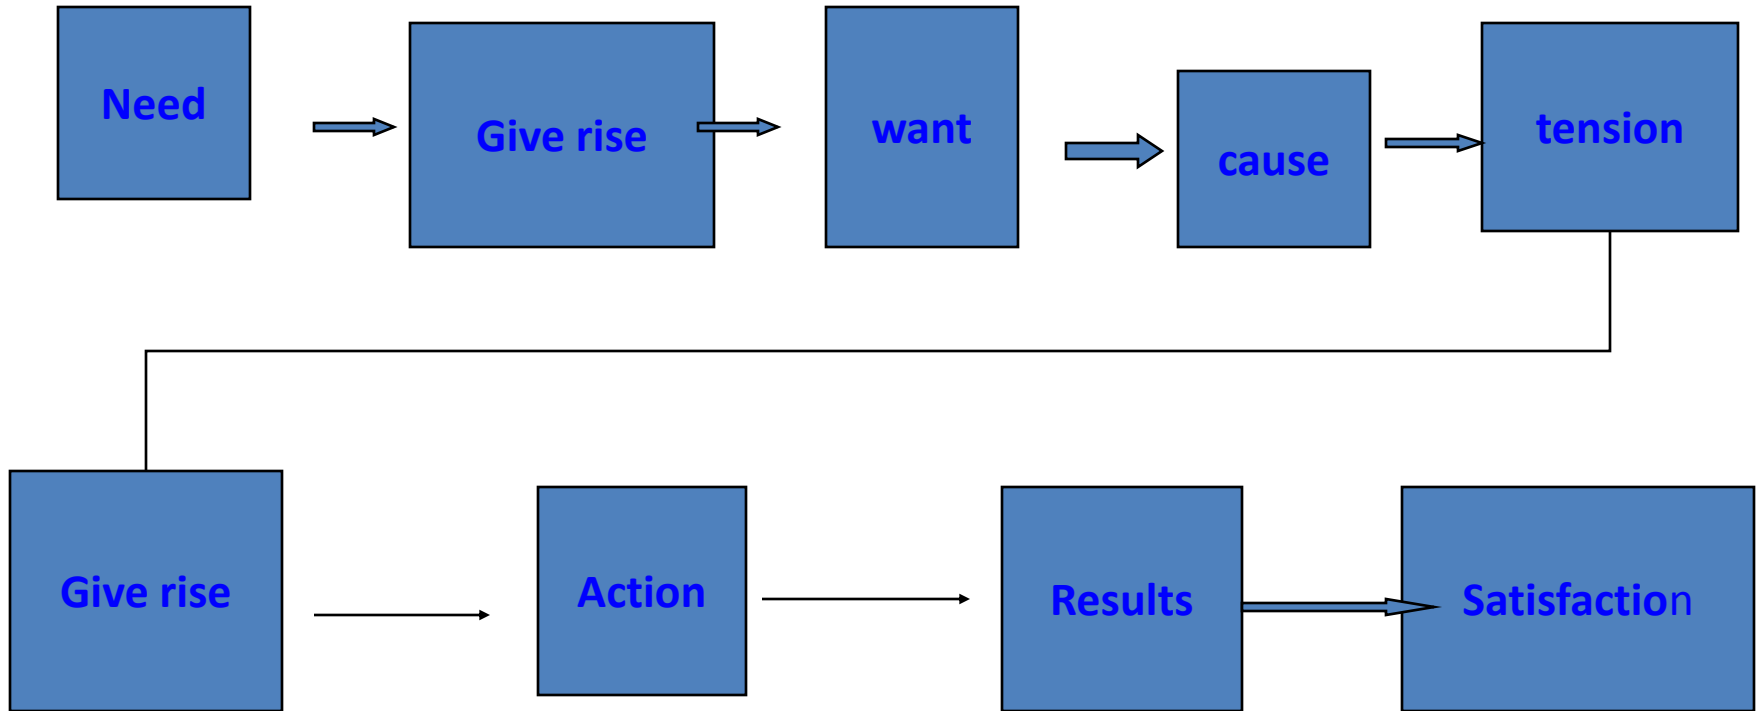 Need
Give rise
want
cause
tension
Give rise
Action
Results
Satisfaction